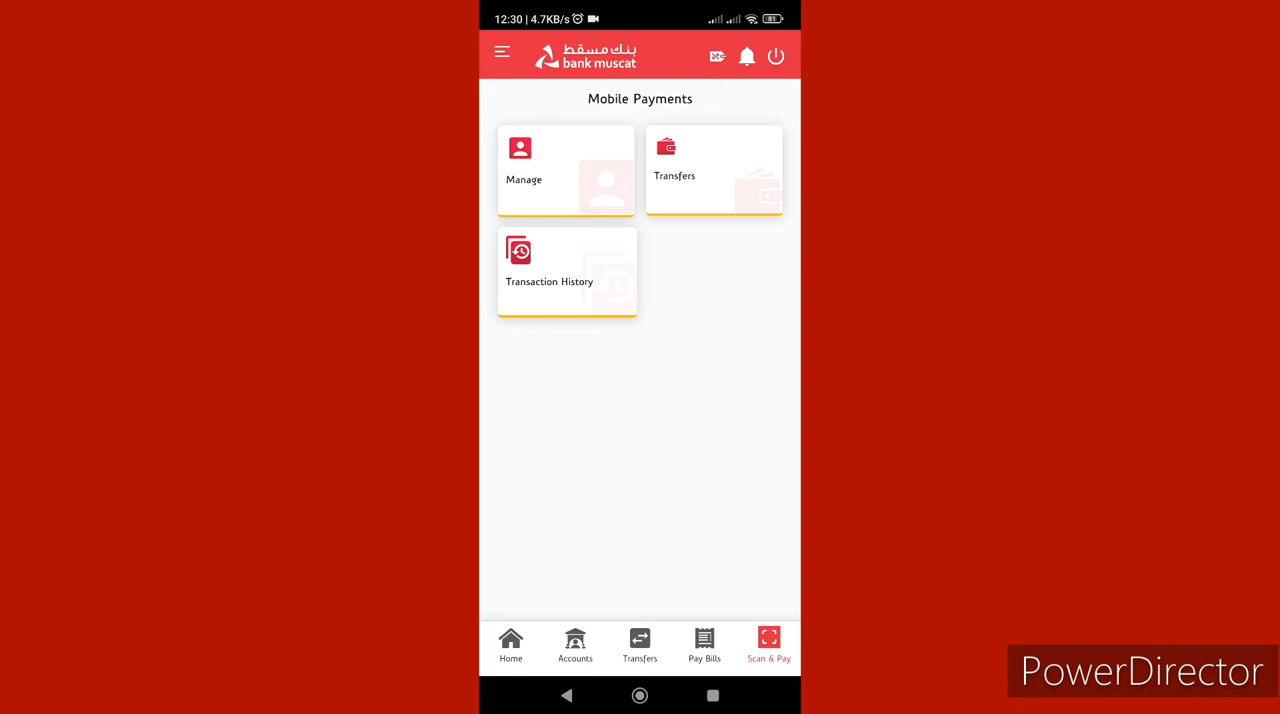 12:30 | 4.7KB/s
81
بنك مسقط
bank muscat
Mobile Payments
Manage
Transfers
Transaction History
Home
Accounts
Transfers
Pay Bills
Scan & Pay
PowerDirector